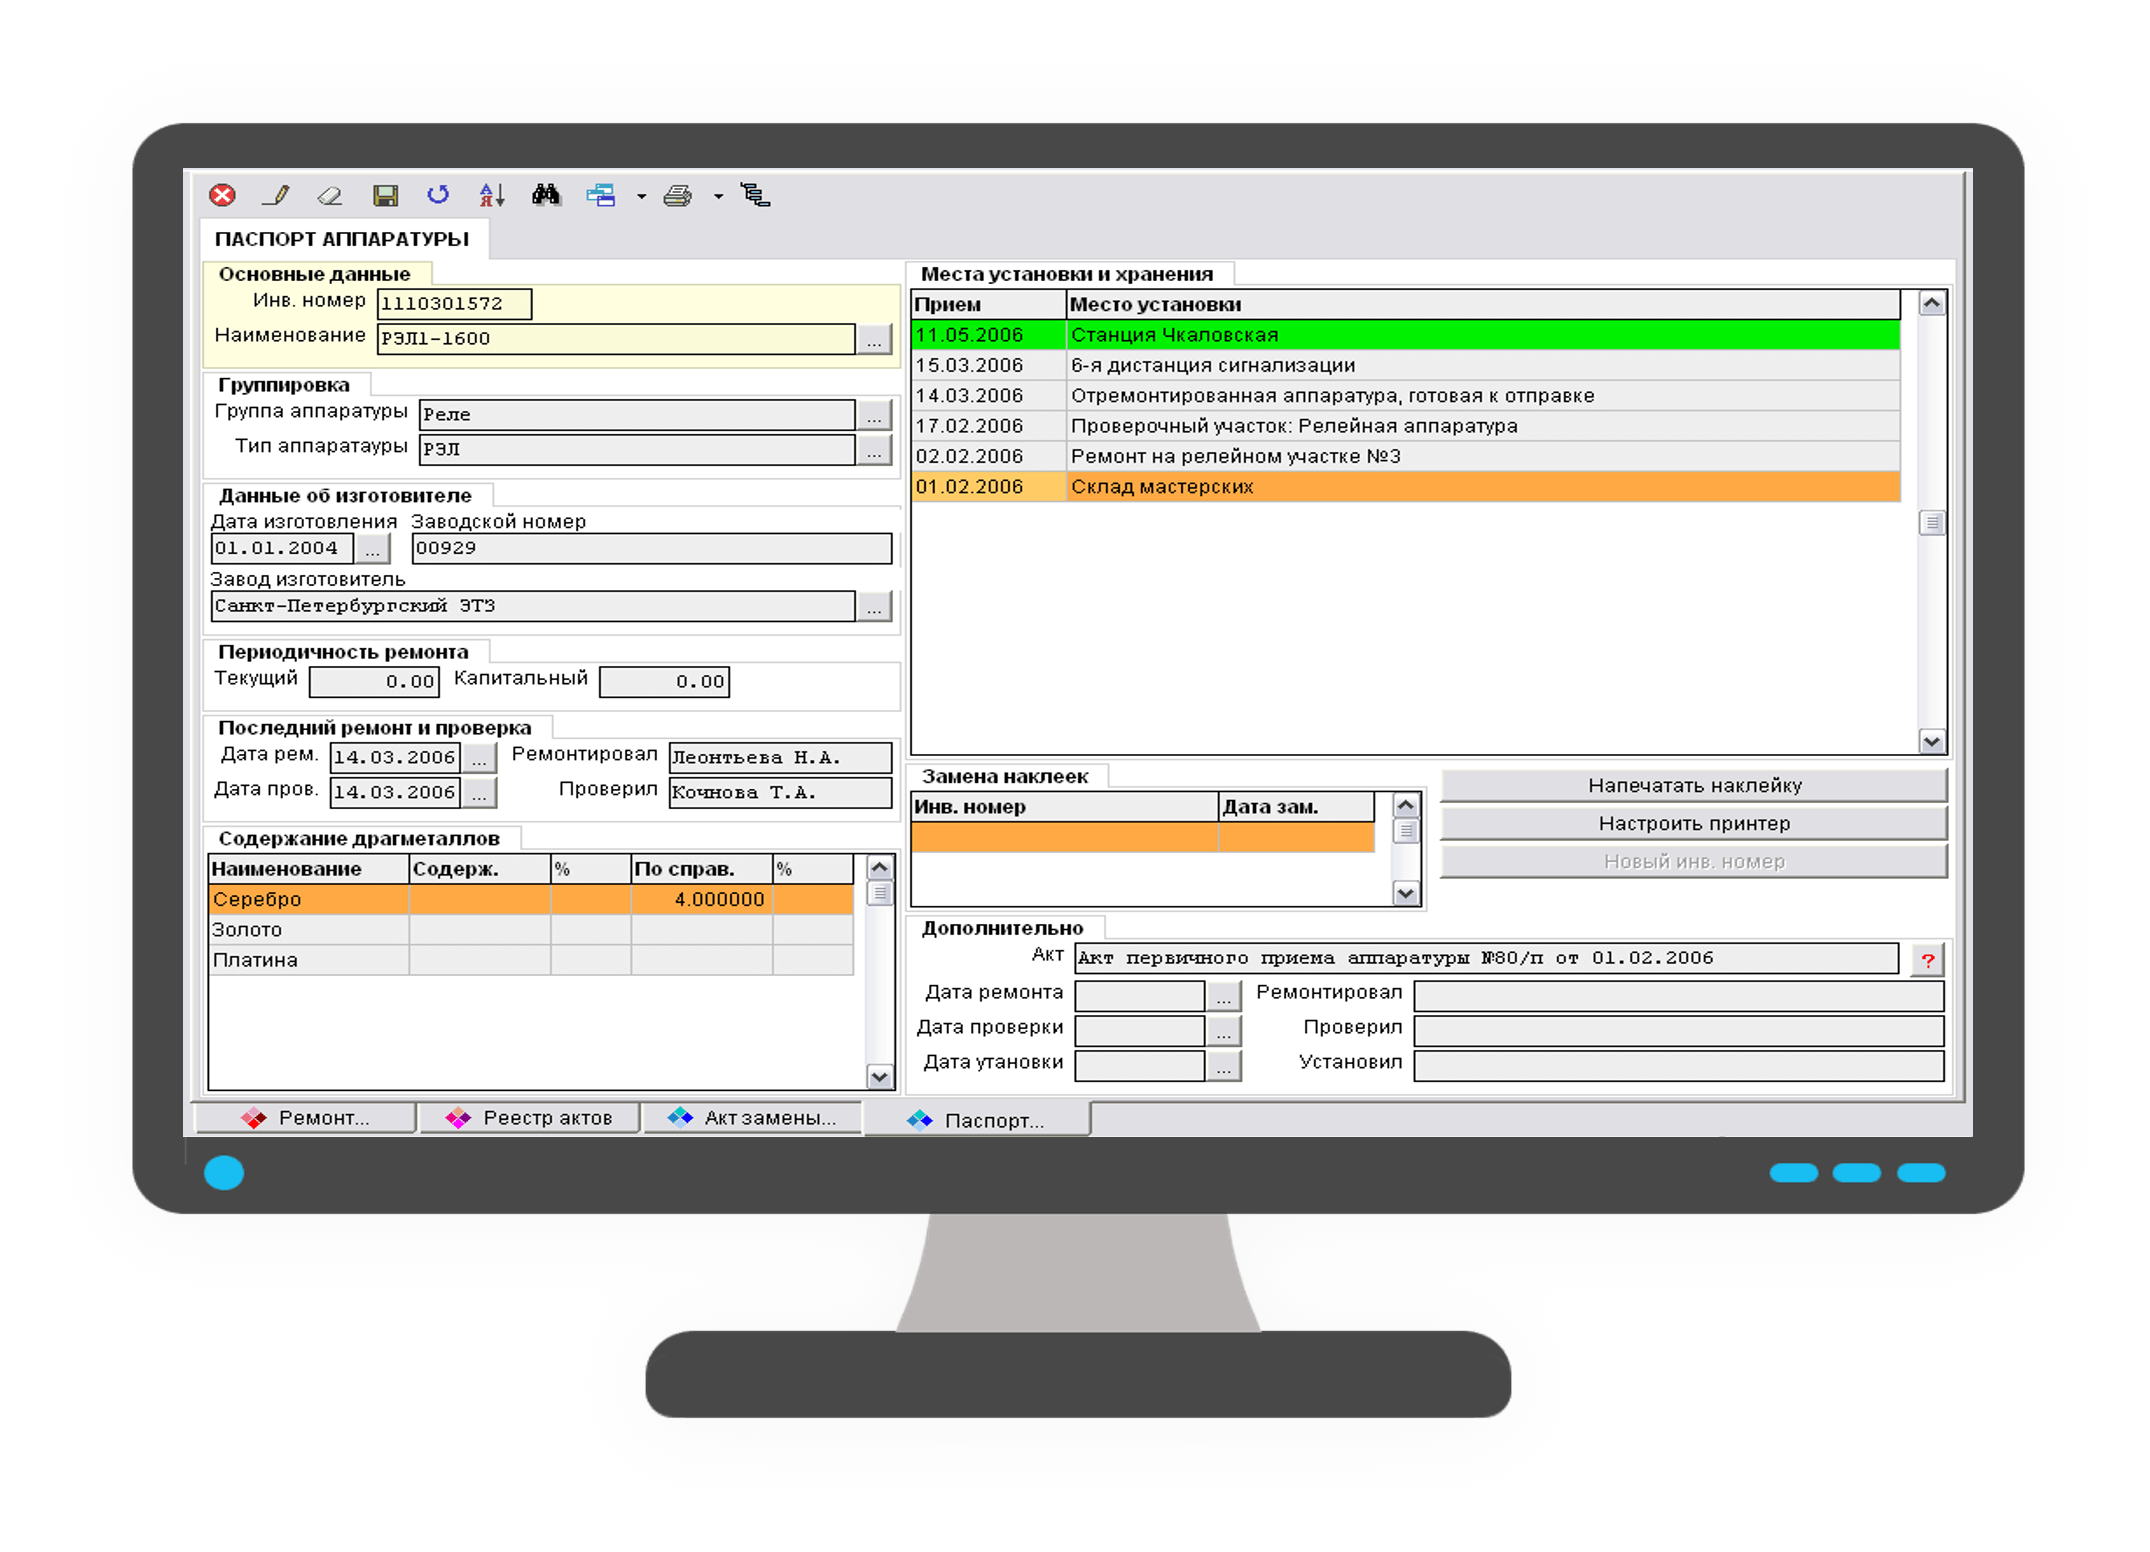 ПАСПОРТ АППАРАТУРЫ
Основные данные
Инв. номер 1110301572
Наименование РЭЛ1-1600 ...
Группировка
Группа аппаратуры Реле ...
Тип аппаратауры РЭЛ ...
Данные об изготовителе
Дата изготовления Заводской номер
01.01.2004 ... 00929
Завод изготовитель
Санкт-Петербургский ЭТЗ ...
Периодичность ремонта
Текущий 0.00 Капитальный 0.00
Последний ремонт и проверка
Дата рем. 14.03.2006 ... Ремонтировал Леонтьева Н.А.
Дата пров. 14.03.2006 ... Проверил Кочнова Т.А.
Содержание драгметаллов
Наименование Содерж. % По справ. %
Серебро 4.000000
Золото
Платина
Места установки и хранения
Прием Место установки
11.05.2006 Станция Чкаловская
15.03.2006 6-я дистанция сигнализации
14.03.2006 Отремонтированная аппаратура, готовая к отправке
17.02.2006 Проверочный участок: Релейная аппаратура
02.02.2006 Ремонт на релейном участке №3
01.02.2006 Склад мастерских
Замена наклеек
Инв. номер Дата зам.
Напечатать наклейку
Настроить принтер
Новый инв. номер
Дополнительно
Акт Акт первичного приема аппаратуры №80/п от 01.02.2006 ?
Дата ремонта ... Ремонтировал
Дата проверки ... Проверил
Дата утановки ... Установил
Ремонт... Реестр актов Акт замены... Паспорт...